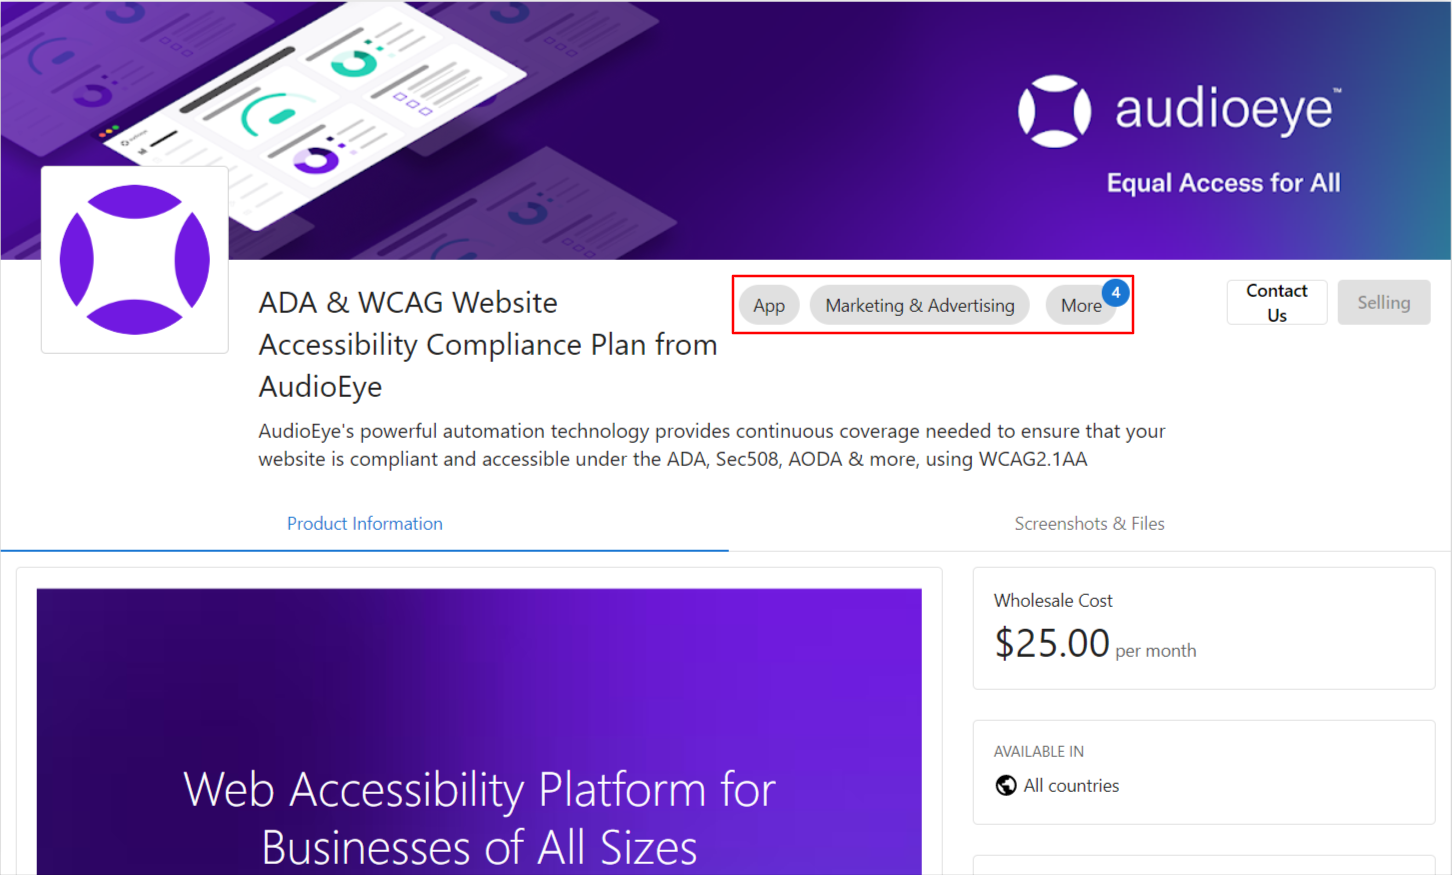 audioeye™
Equal Access for All
ADA & WCAG Website
Accessibility Compliance Plan from
AudioEye
App
Marketing & Advertising
More
4
Contact
Us
Selling
AudioEye's powerful automation technology provides continuous coverage needed to ensure that your
website is compliant and accessible under the ADA, Sec508, AODA & more, using WCAG2.1AA
Product Information
Screenshots & Files
Web Accessibility Platform for
Businesses of All Sizes
Wholesale Cost
$25.00 per month
AVAILABLE IN
All countries